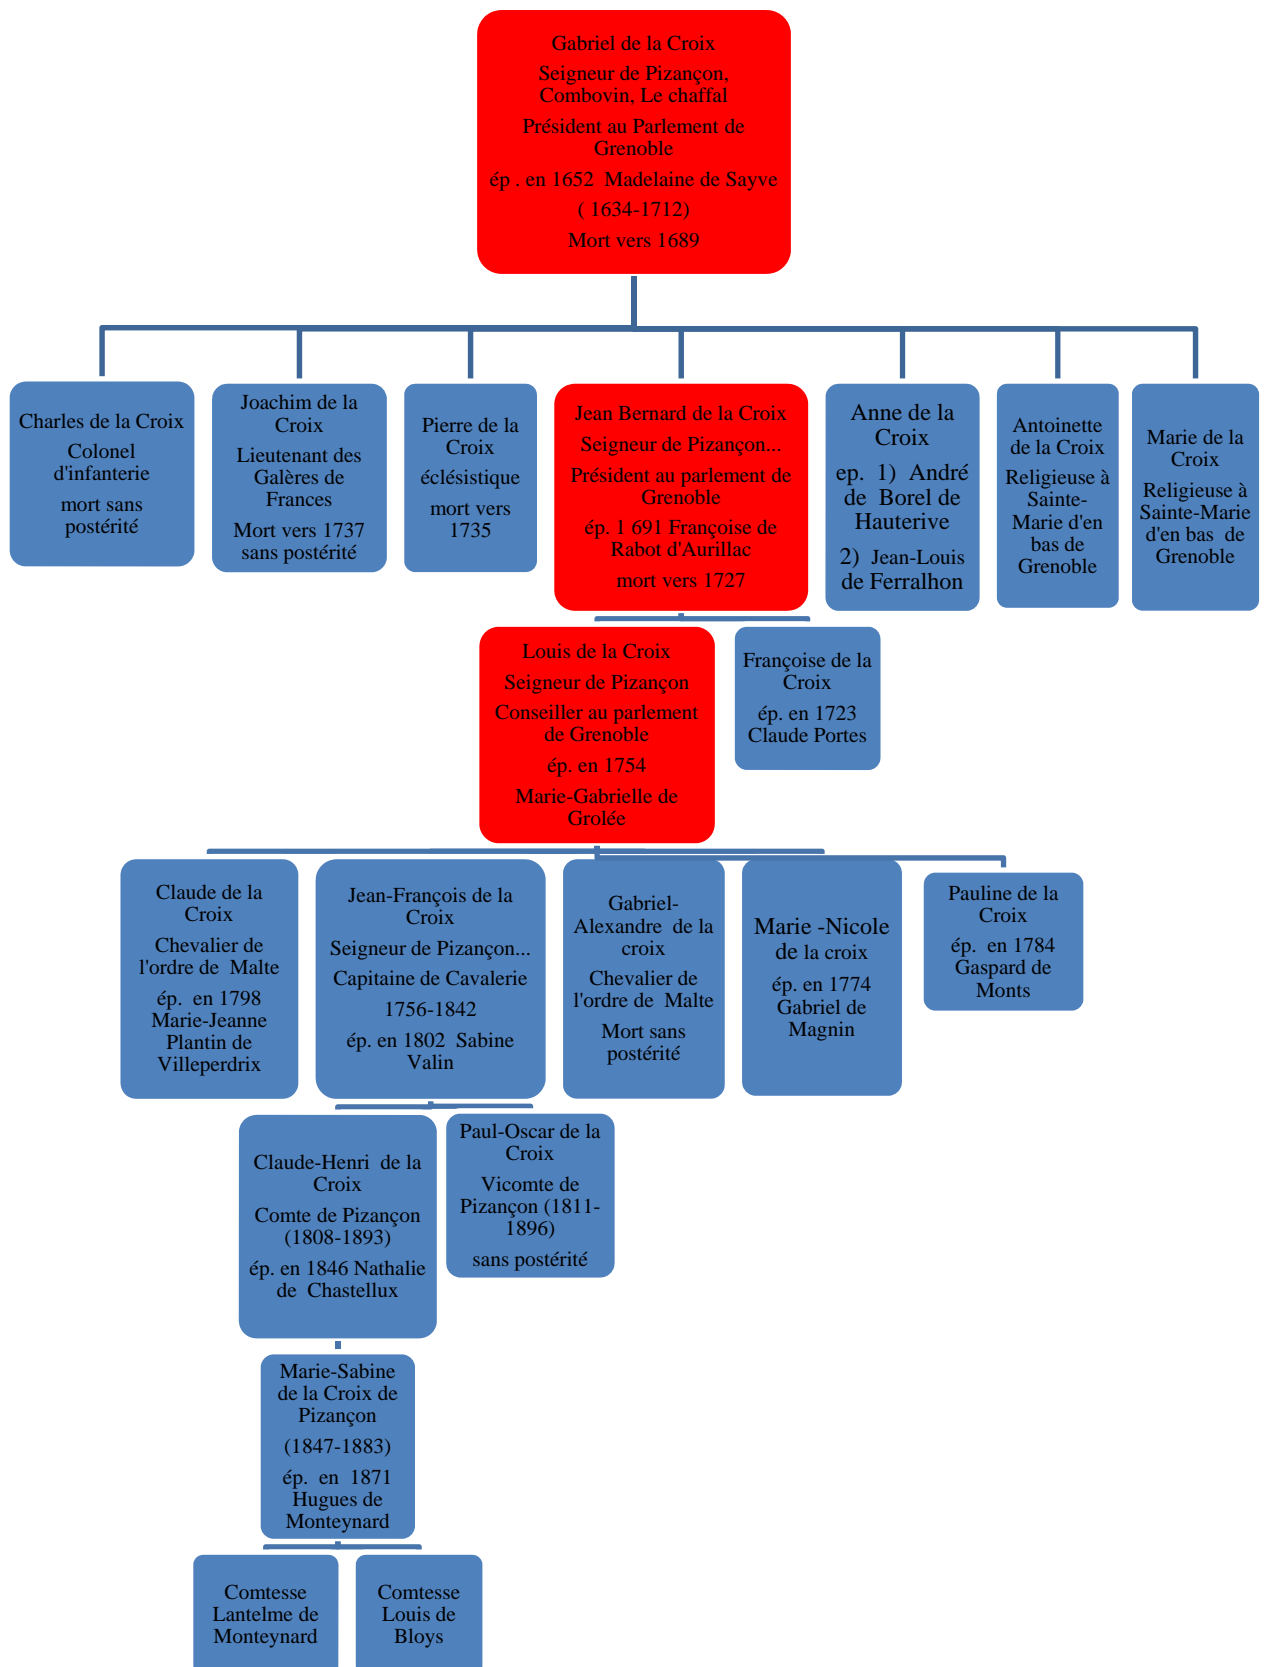 Gabriel de la Croix
Seigneur de Pizançon,
Combovin, Le chaffal
Président au Parlement de
Grenoble
ép . en 1652 Madelaine de Sayve
( 1634-1712)
Mort vers 1689
Charles de la Croix
Colonel
d'infanterie
mort sans
postérité
Joachim de la
Croix
Lieutenant des
Galères de
Frances
Mort vers 1737
sans postérité
Pierre de la
Croix
éclésistique
mort vers
1735
Jean Bernard de la Croix
Seigneur de Pizançon...
Président au parlement de
Grenoble
ép. 1 691 Françoise de
Rabot d'Aurillac
mort vers 1727
Anne de la
Croix
ep. 1) André
de Borel de
Hauterive
2) Jean-Louis
de Ferralhon
Antoinette
de la Croix
Religieuse à
Sainte-
Marie d'en
bas de
Grenoble
Marie de la
Croix
Religieuse à
Sainte-Marie
d'en bas de
Grenoble
Louis de la Croix
Seigneur de Pizançon
Conseiller au parlement
de Grenoble
ép. en 1754
Marie-Gabrielle de
Grolée
Françoise de la
Croix
ép. en 1723
Claude Portes
Claude de la
Croix
Chevalier de
l'ordre de Malte
ép. en 1798
Marie-Jeanne
Plantin de
Villeperdrix
Jean-François de la
Croix
Seigneur de Pizançon...
Capitaine de Cavalerie
1756-1842
ép. en 1802 Sabine
Valin
Gabriel-
Alexandre de la
croix
Chevalier de
l'ordre de Malte
Mort sans
postérité
Marie -Nicole
de la croix
ép. en 1774
Gabriel de
Magnin
Pauline de la
Croix
ép. en 1784
Gaspard de
Monts
Claude-Henri de la
Croix
Comte de Pizançon
(1808-1893)
ép. en 1846 Nathalie
de Chastellux
Paul-Oscar de la
Croix
Vicomte de
Pizançon (1811-
1896)
sans postérité
Marie-Sabine
de la Croix de
Pizançon
(1847-1883)
ép. en 1871
Hugues de
Monteynard
Comtesse
Lantelme de
Monteynard
Comtesse
Louis de
Bloys